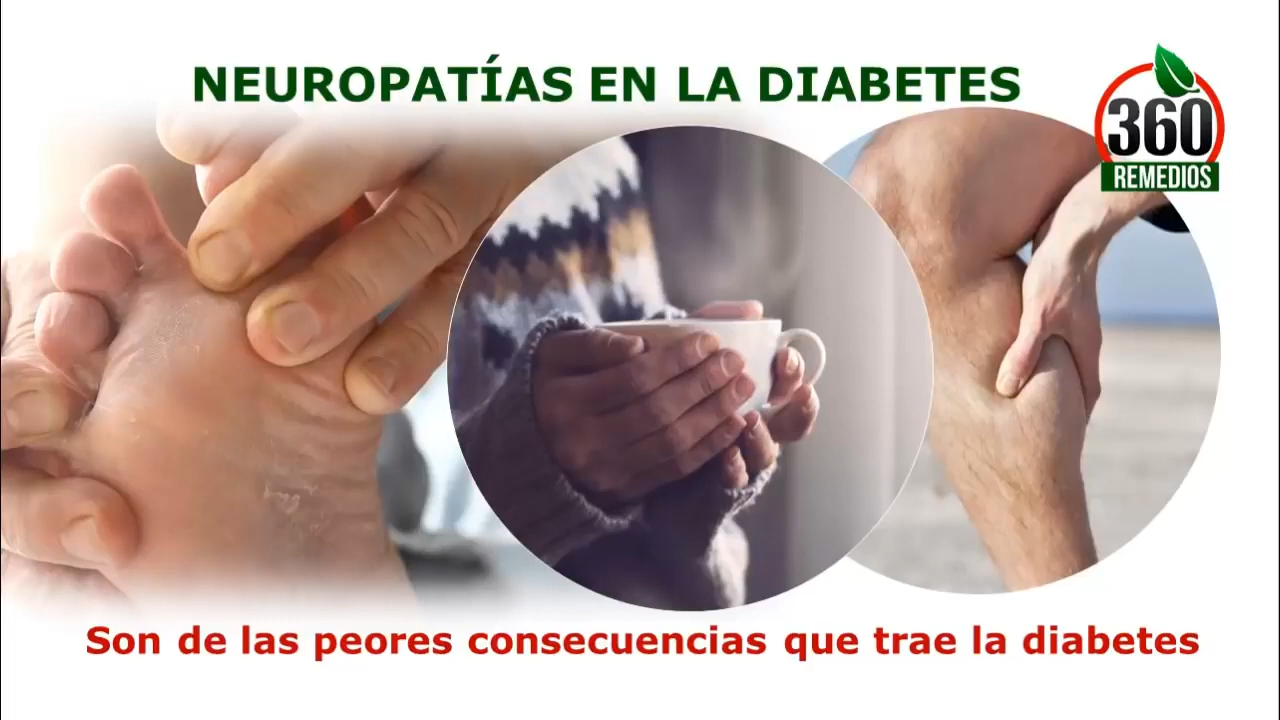 NEUROPATÍAS EN LA DIABETES
360
REMEDIOS
Son de las peores consecuencias que trae la diabetes